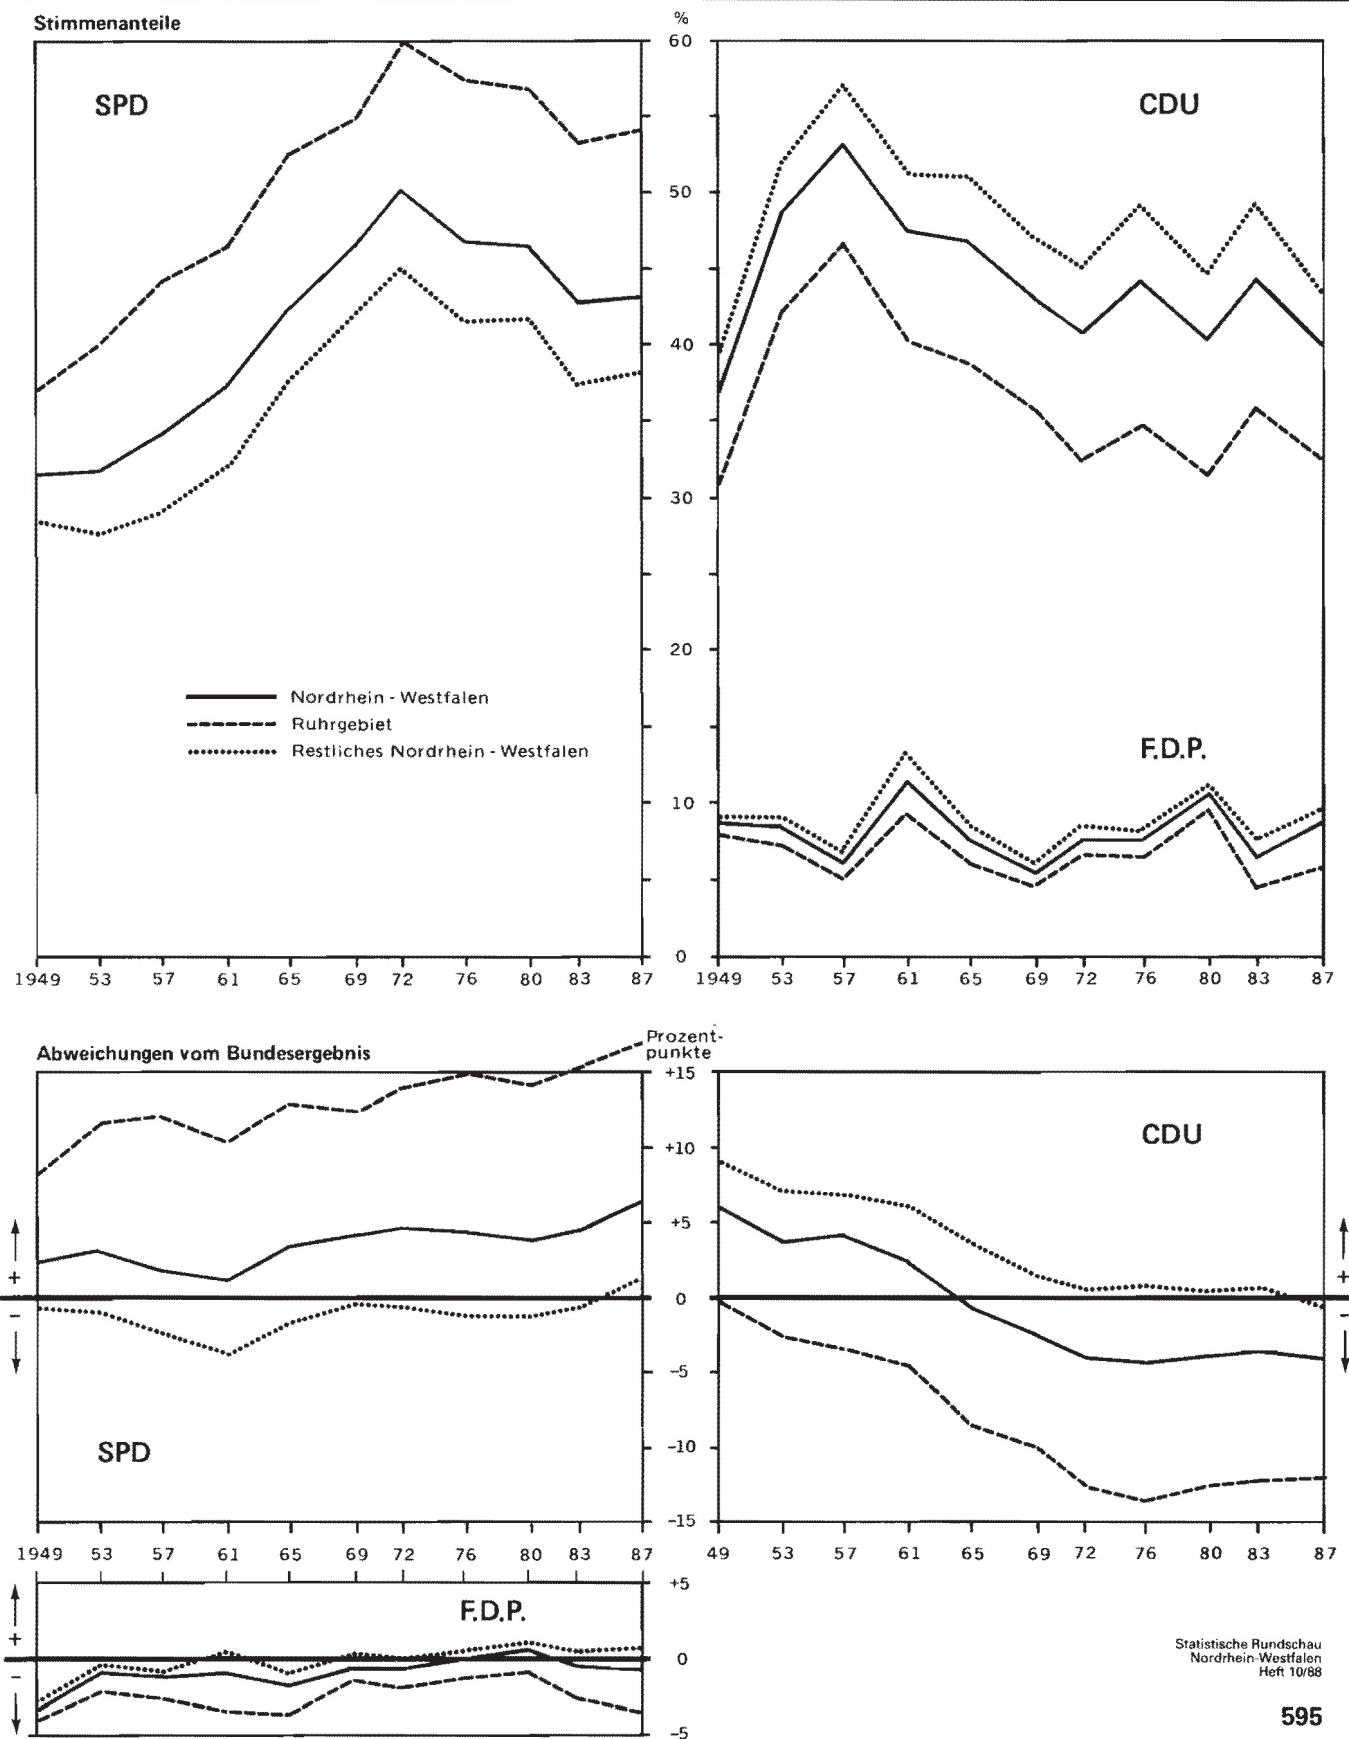 Stimmenanteile
%
60
50
40
30
20
10
0
SPD
CDU
F.D.P.
Nordrhein - Westfalen
Ruhrgebiet
Restliches Nordrhein - Westfalen
1949 53 57 61 65 69 72 76 80 83 87
1949 53 57 61 65 69 72 76 80 83 87
Abweichungen vom Bundesergebnis
Prozent-
punkte
+15
+10
+5
0
-5
-10
-15
SPD
CDU
+
–
+
–
1949 53 57 61 65 69 72 76 80 83 87
49 53 57 61 65 69 72 76 80 83 87
F.D.P.
+5
0
-5
+
–
Statistische Rundschau
Nordrhein-Westfalen
Heft 10/88
595